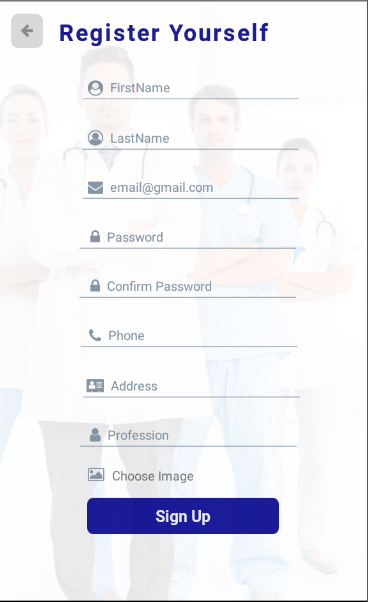 Register Yourself
FirstName
LastName
email@gmail.com
Password
Confirm Password
Phone
Address
Profession
Choose Image
Sign Up